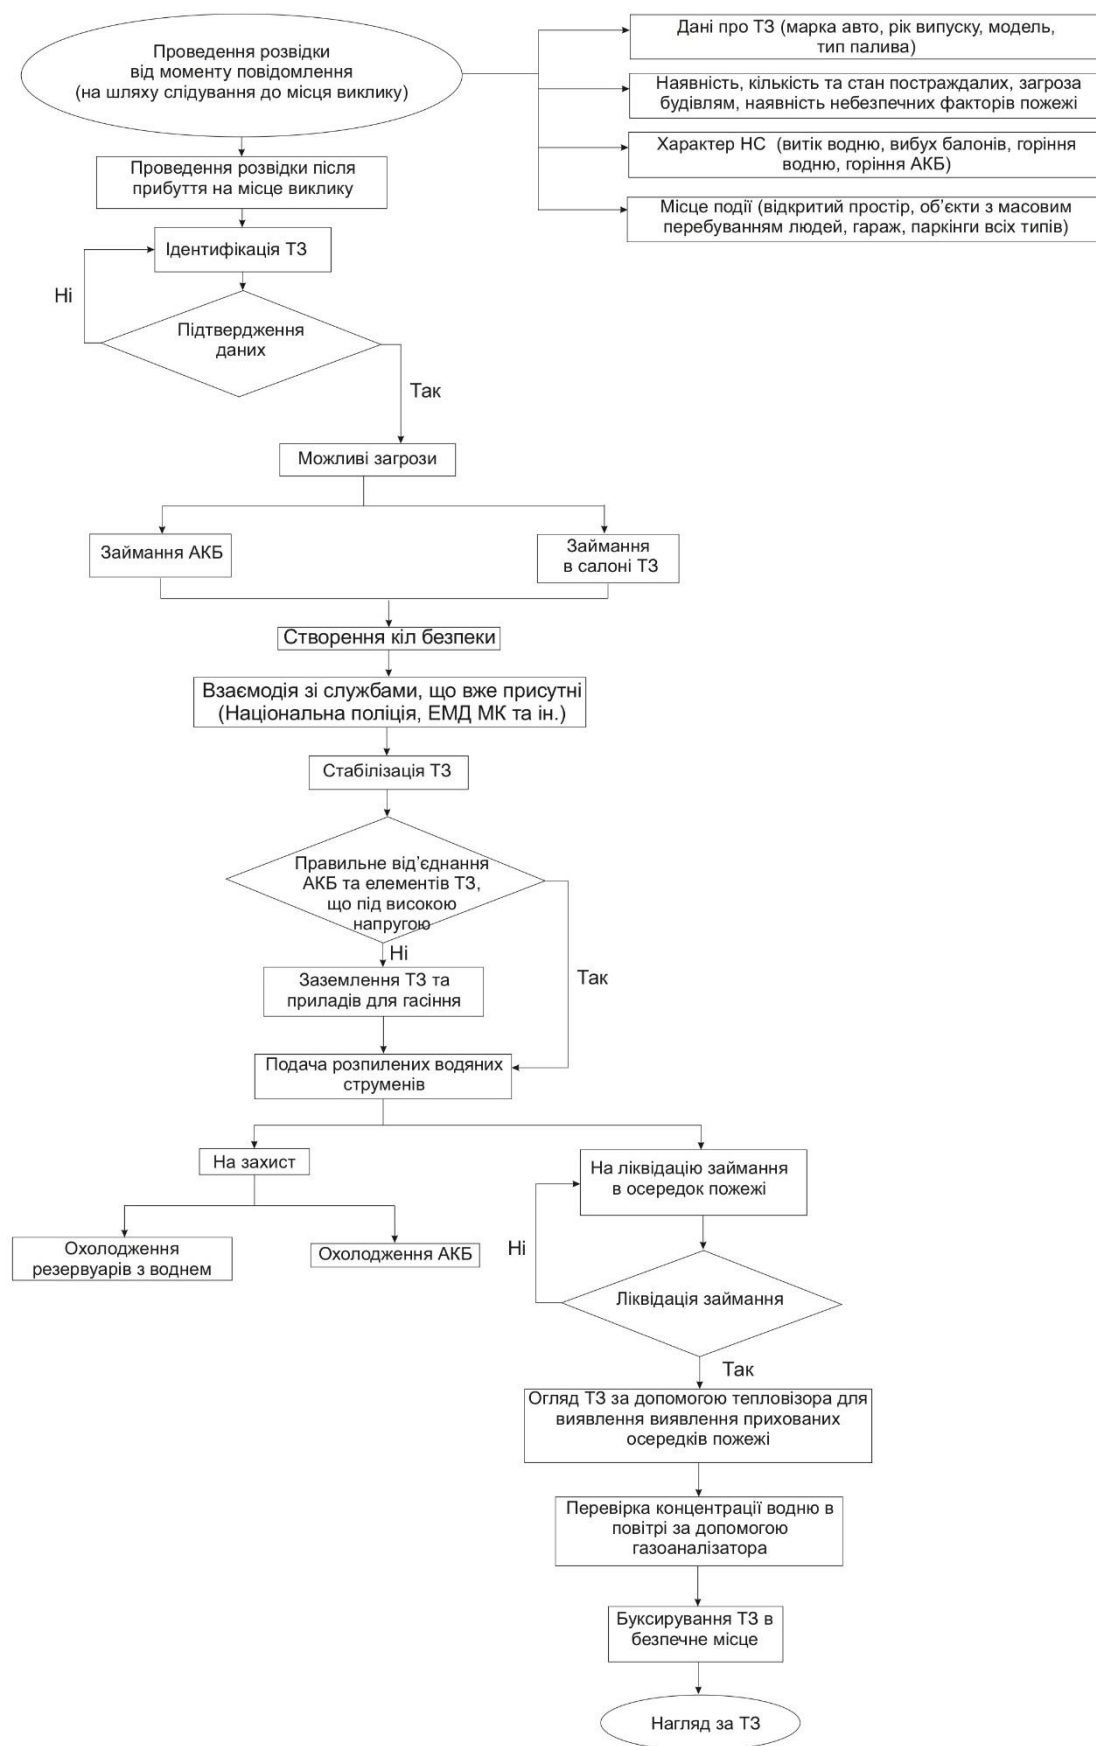 Проведення розвідки
від моменту повідомлення
(на шляху слідування до місця виклику)
Дані про ТЗ (марка авто, рік випуску, модель,
тип палива)
Наявність, кількість та стан постраждалих, загроза
будівлям, наявність небезпечних факторів пожежі
Характер НС (витік водню, вибух балонів, горіння
водню, горіння АКБ)
Місце події (відкритий простір, об’єкти з масовим
перебуванням людей, гараж, паркінги всіх типів)
Проведення розвідки після
прибуття на місце виклику
Ідентифікація ТЗ
Ні
Підтвердження
даних
Так
Можливі загрози
Займання АКБ
Займання
в салоні ТЗ
Створення кіл безпеки
Взаємодія зі службами, що вже присутні
(Національна поліція, ЕМД МК та ін.)
Стабілізація ТЗ
Правильне від’єднання
АКБ та елементів ТЗ,
що під високою
напругою
Ні
Так
Заземлення ТЗ та
приладів для гасіння
Подача розпилених водяних
струменів
На захист
На ліквідацію займання
в осередок пожежі
Охолодження
резервуарів з воднем
Охолодження АКБ
Ні
Ліквідація займання
Так
Огляд ТЗ за допомогою тепловізора для
виявлення виявлення прихованих
осередків пожежі
Перевірка концентрації водню в
повітрі за допомогою
газоаналізатора
Буксирування ТЗ в
безпечне місце
Нагляд за ТЗ